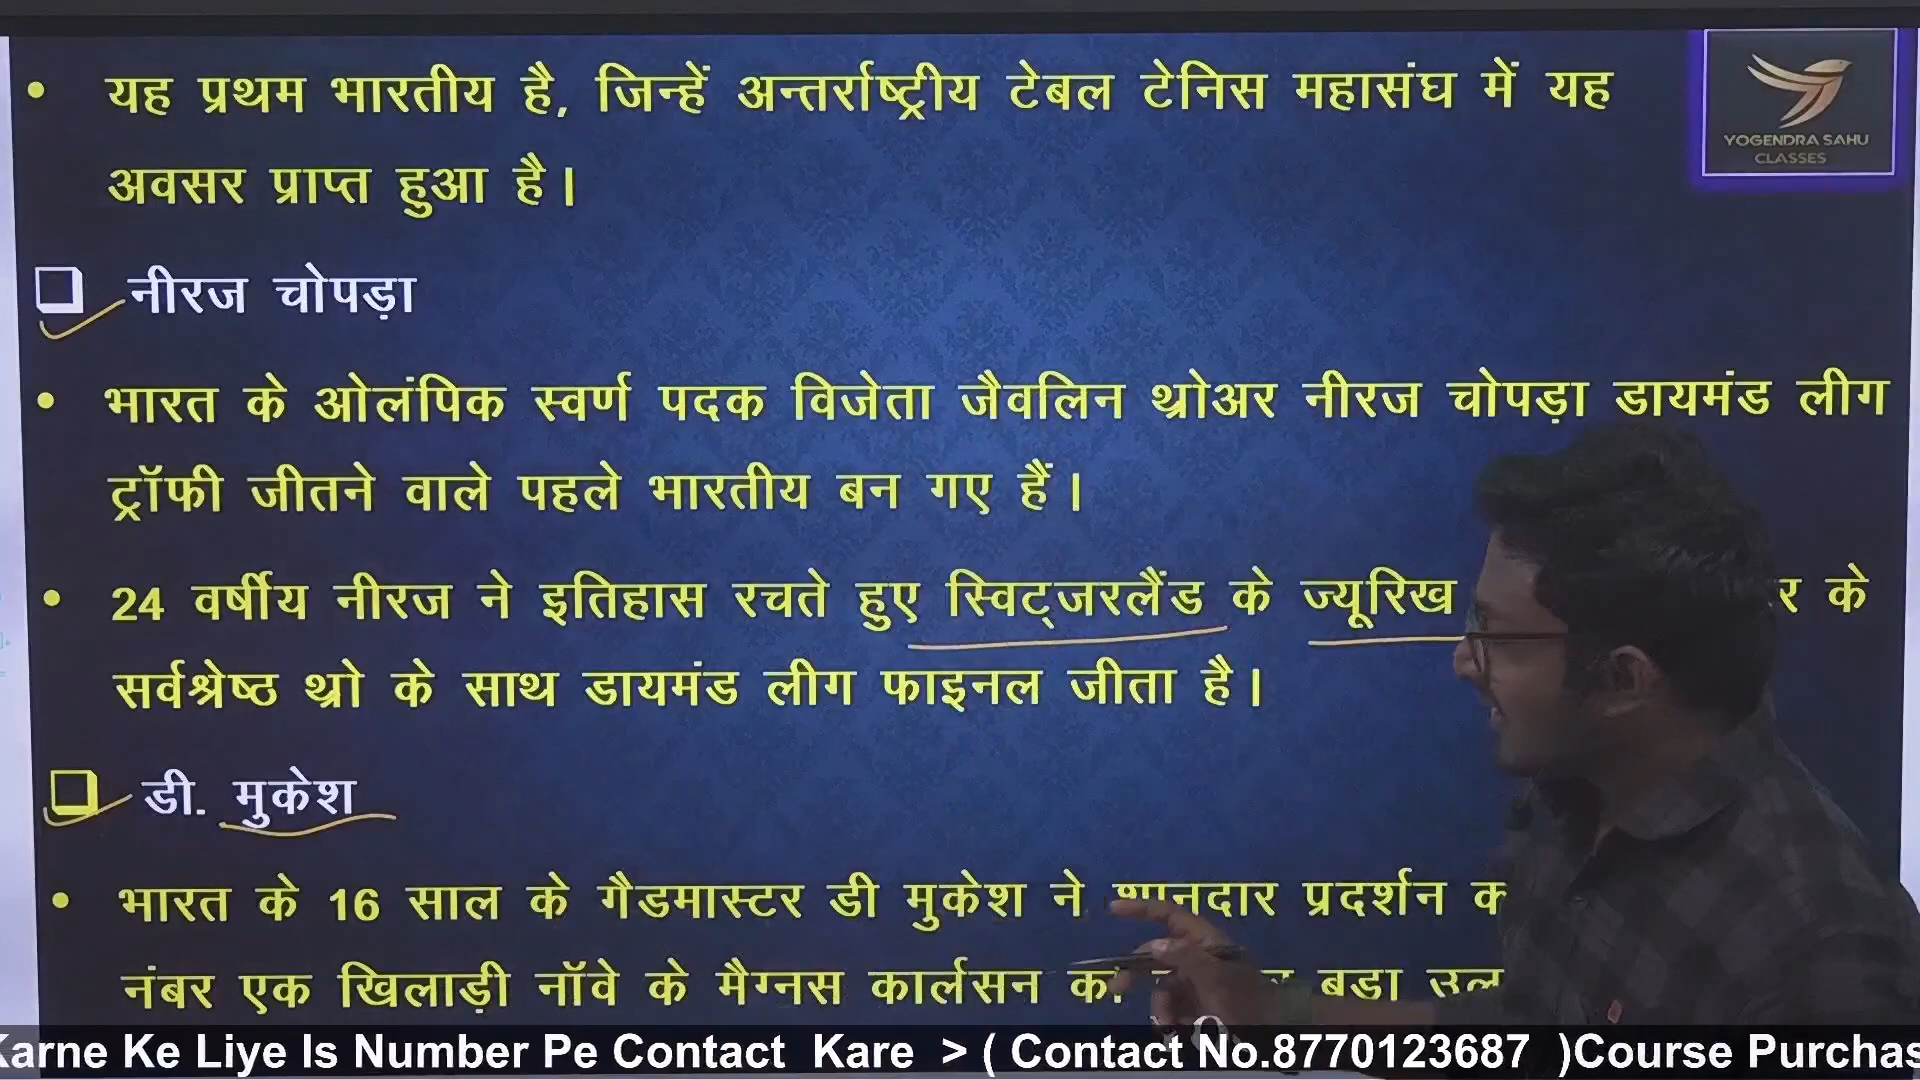 यह प्रथम भारतीय है, जिन्हें अन्तर्राष्ट्रीय टेबल टेनिस महासंघ में यह
अवसर प्राप्त हुआ है।
YOGENDRA SAHU
CLASSES
नीरज चोपड़ा
भारत के ओलंपिक स्वर्ण पदक विजेता जैवलिन थ्रोअर नीरज चोपड़ा डायमंड लीग
ट्रॉफी जीतने वाले पहले भारतीय बन गए हैं।
24 वर्षीय नीरज ने इतिहास रचते हुए स्विट्जरलैंड के ज्यूरिख के
सर्वश्रेष्ठ थ्रो के साथ डायमंड लीग फाइनल जीता है।
डी. मुकेश
भारत के 16 साल के गैडमास्टर डी मुकेश ने शानदार प्रदर्शन
नंबर एक खिलाड़ी नॉवे के मैग्नस कार्लसन बड़ा
Karne Ke Liye Is Number Pe Contact Kare > ( Contact No.8770123687 )Course Purchas